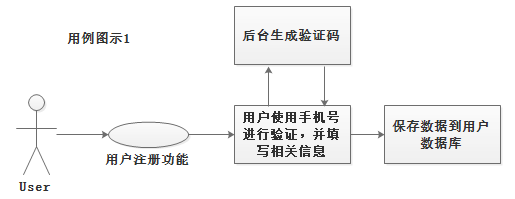 用例图示1
后台生成验证码
用户使用手机号
进行验证，并填
写相关信息
保存数据到用户
数据库
用户注册功能
User